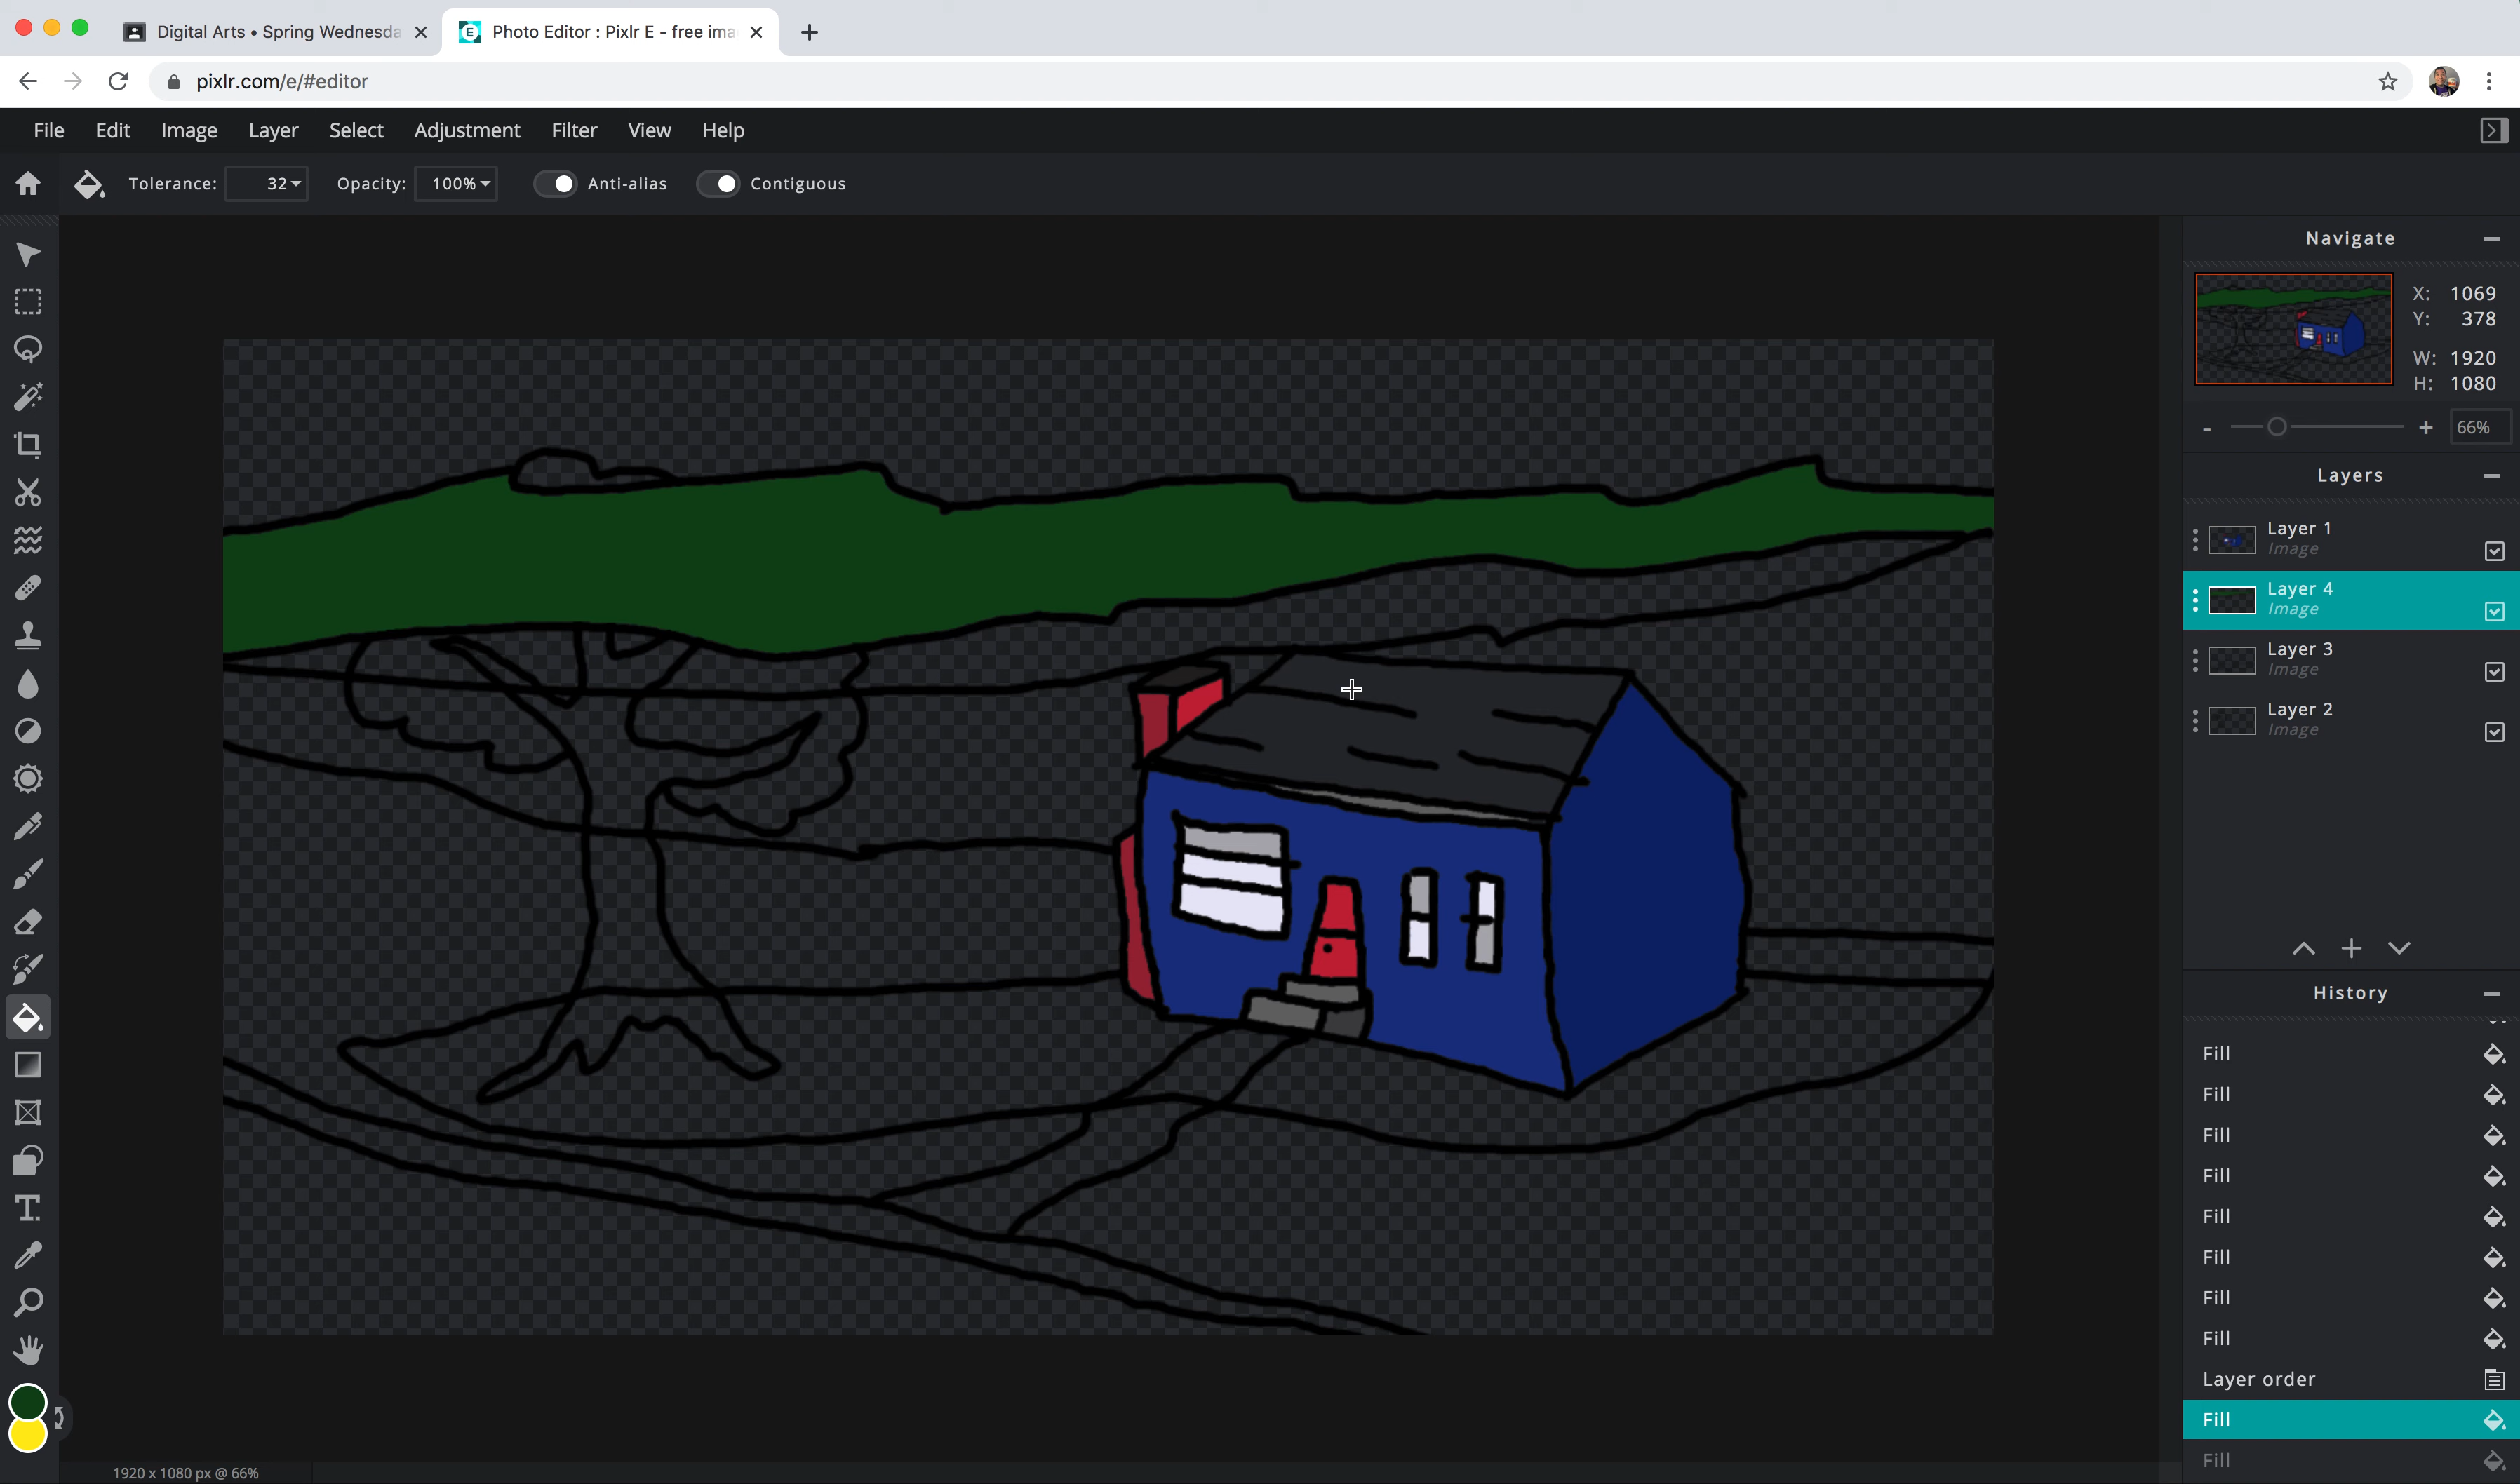 Digital Arts • Spring Wednesda
Photo Editor : Pixlr E - free ima
pixlr.com/e/#editor
File Edit Image Layer Select Adjustment Filter View Help
Tolerance: 32 Opacity: 100% Anti-alias Contiguous
Navigate
X: 1069
Y: 378
W: 1920
H: 1080
- + 66%
Layers
Layer 1
Image
Layer 4
Image
Layer 3
Image
Layer 2
Image
History
Fill
Fill
Fill
Fill
Fill
Fill
Fill
Fill
Layer order
Fill
Fill
1920 x 1080 px @ 66%